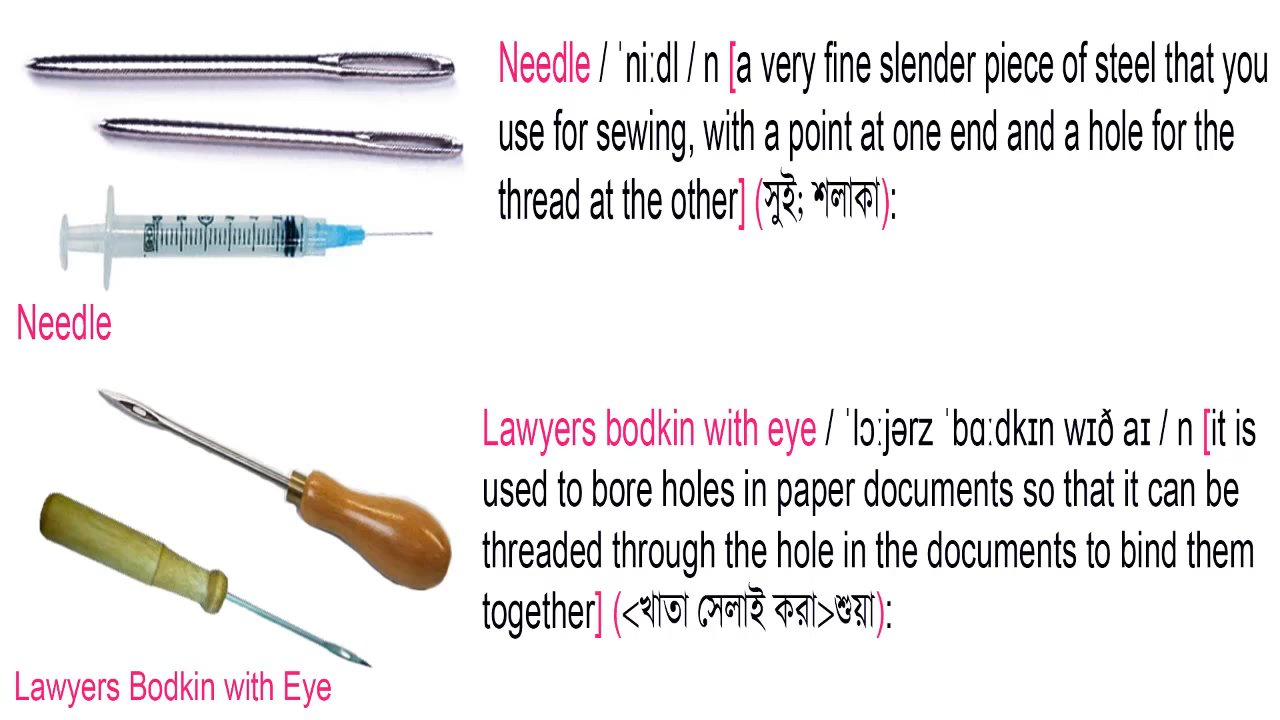 Needle / ˈniːdl / n [a very fine slender piece of steel that you
use for sewing, with a point at one end and a hole for the
thread at the other] (সুই; শলাকা):
Needle
Lawyers bodkin with eye / ˈlɔːjərz ˈbɑːdkɪn wɪð aɪ / n [it is
used to bore holes in paper documents so that it can be
threaded through the hole in the documents to bind them
together] (<খাতা সেলাই করা>শুয়া):
Lawyers Bodkin with Eye